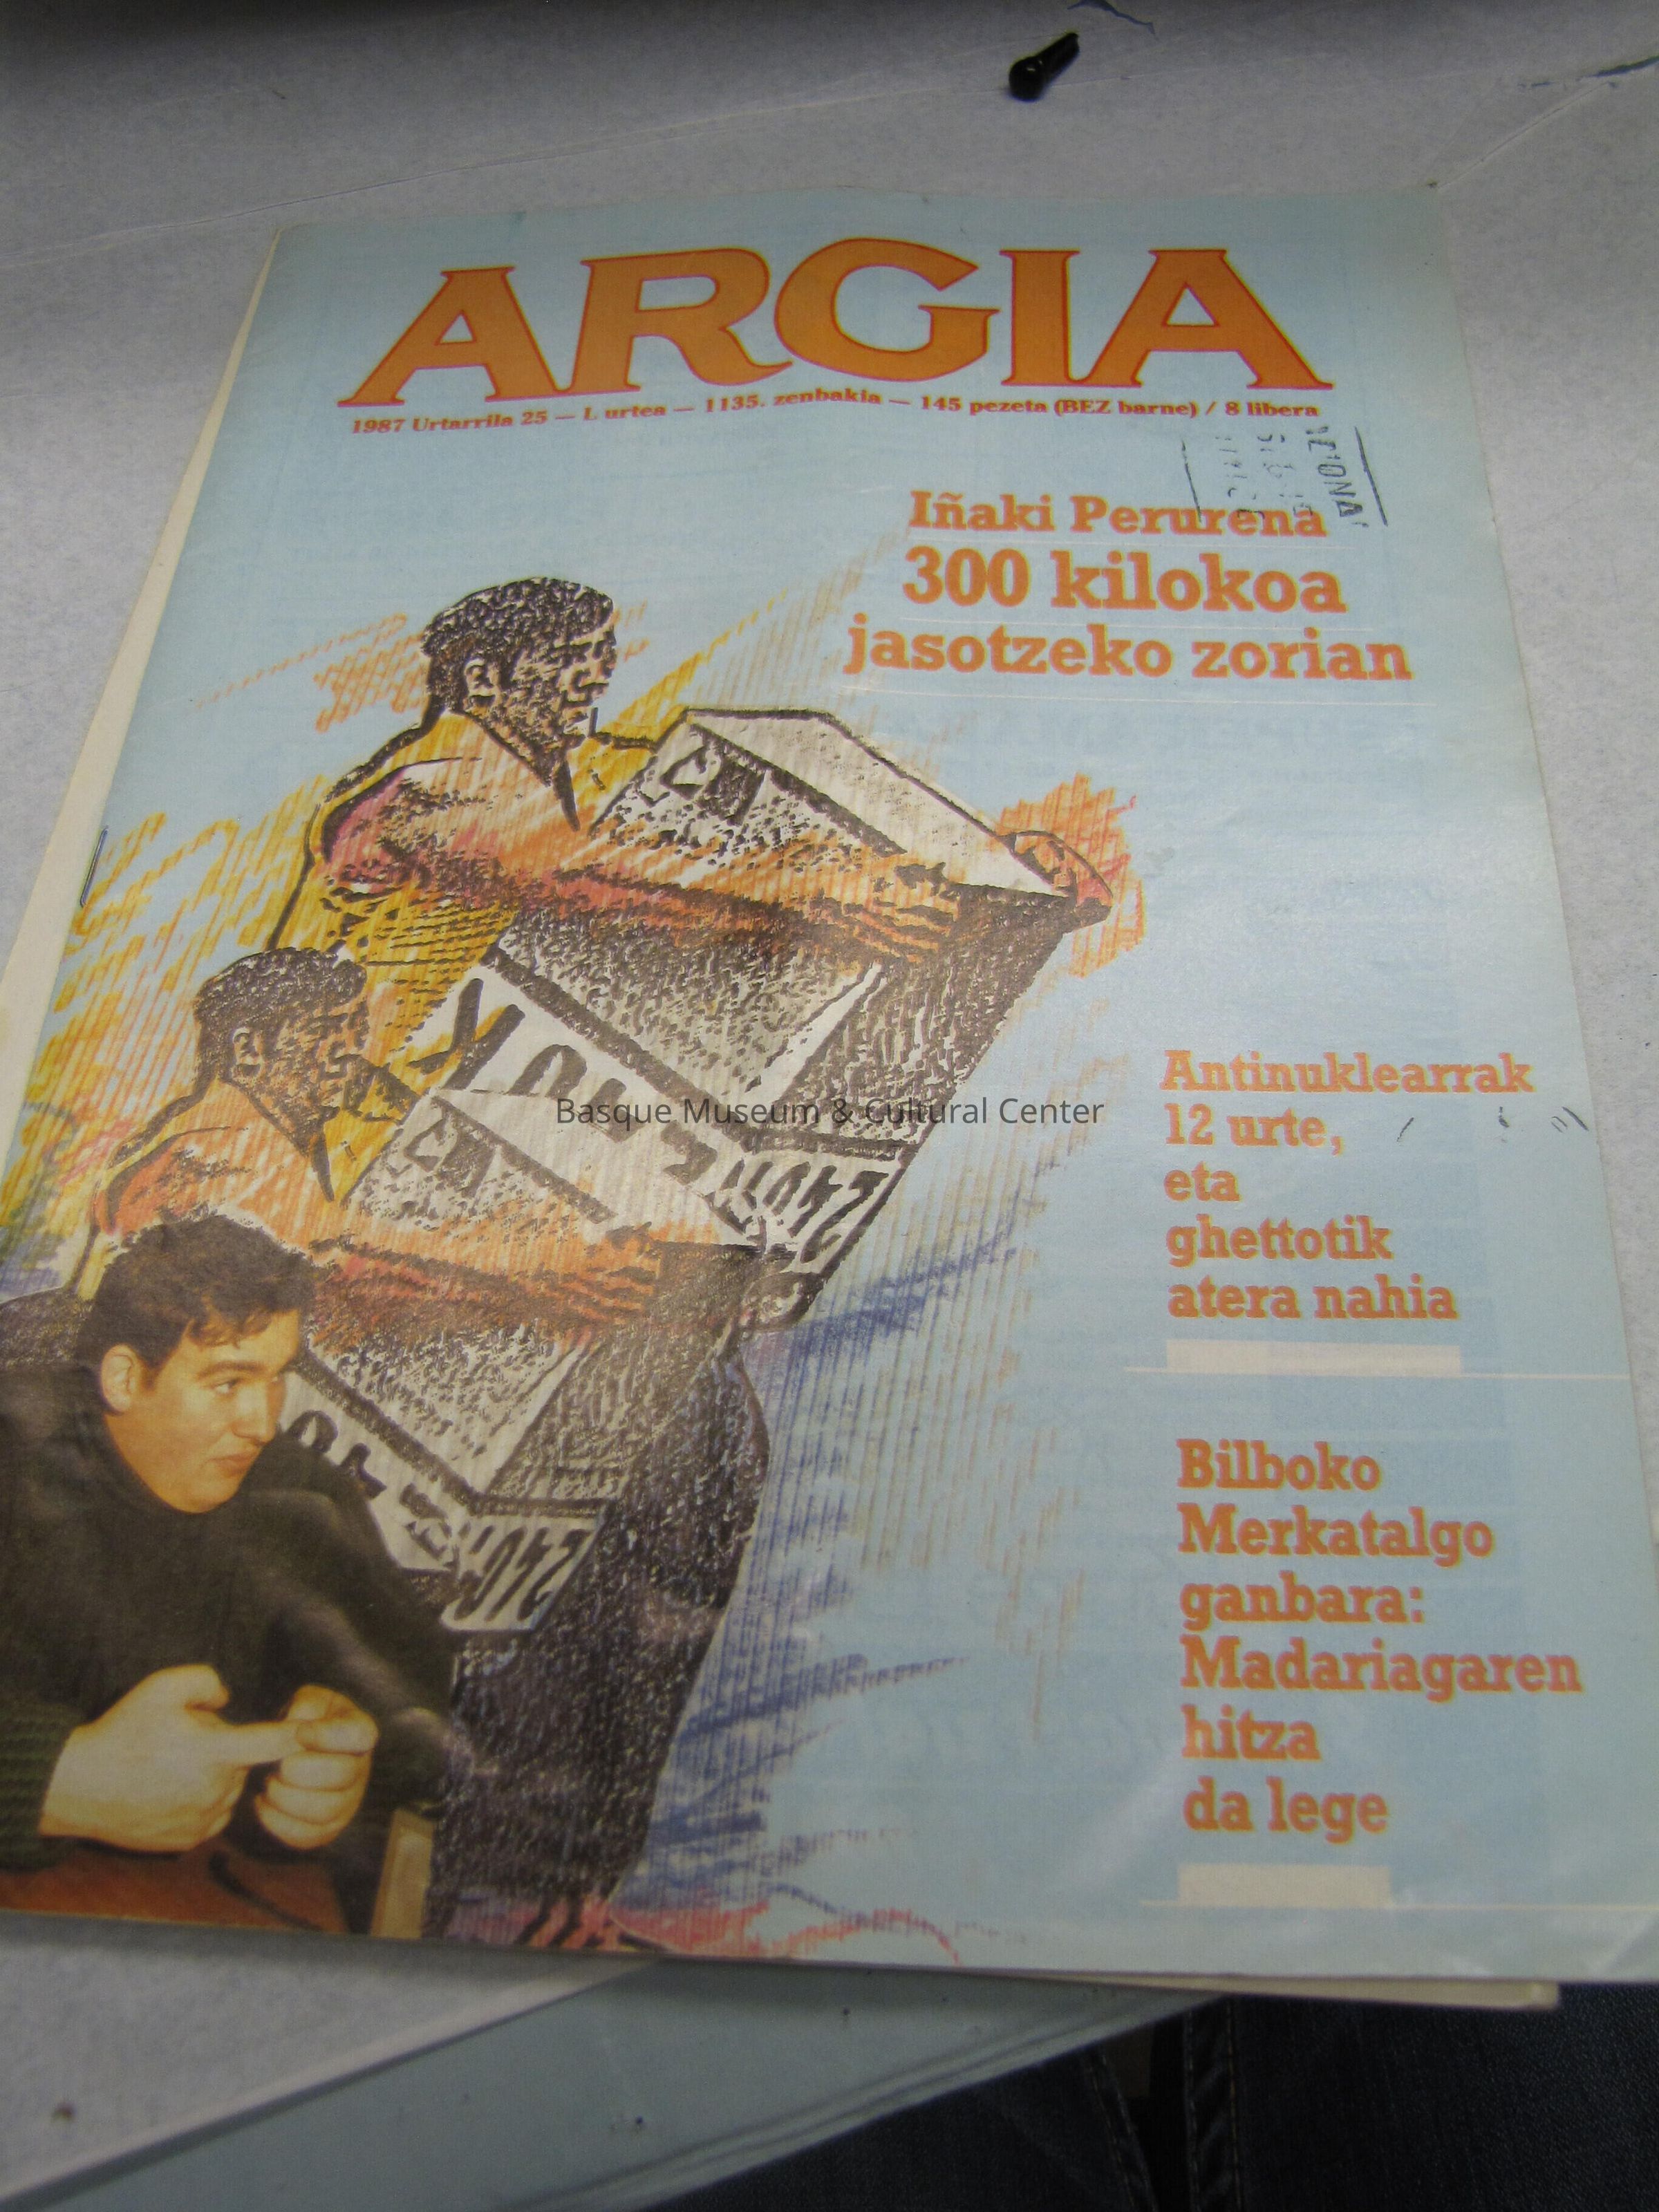 ARGIA
1987 Urtarrila 25 — L urtea — 1135. zenbakia — 145 pezeta (BEZ barne) / 8 libera
Iñaki Perurena
300 kilokoa
jasotzeko zorian
Antinuklearrak
12 urte,
eta
ghettotik
atera nahia
Basque Museum & Cultural Center
Bilboko
Merkatalgo
ganbara:
Madariagaren
hitza
da lege